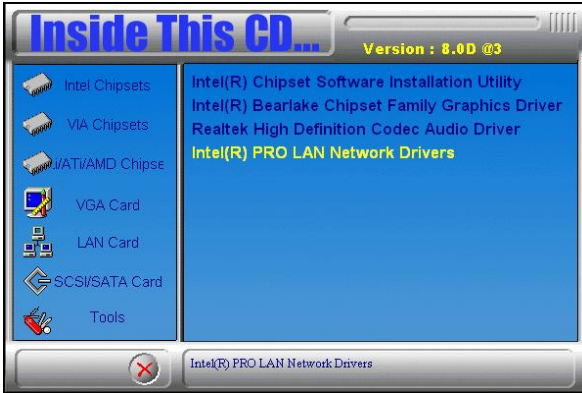 Inside This CD...
Version : 8.0D @3
Intel Chipsets
VIA Chipsets
i/ATi/AMD Chipse
VGA Card
LAN Card
SCSI/SATA Card
Tools
Intel(R) Chipset Software Installation Utility
Intel(R) Bearlake Chipset Family Graphics Driver
Realtek High Definition Codec Audio Driver
Intel(R) PRO LAN Network Drivers
Intel(R) PRO LAN Network Drivers